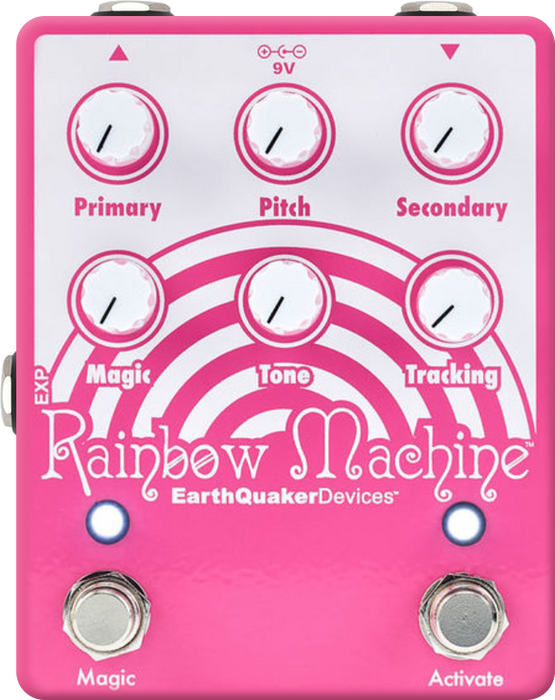 9V
Primary
Pitch
Secondary
Magic
Tone
Tracking
EXP
Rainbow Machine™
EarthQuakerDevices™
Magic
Activate